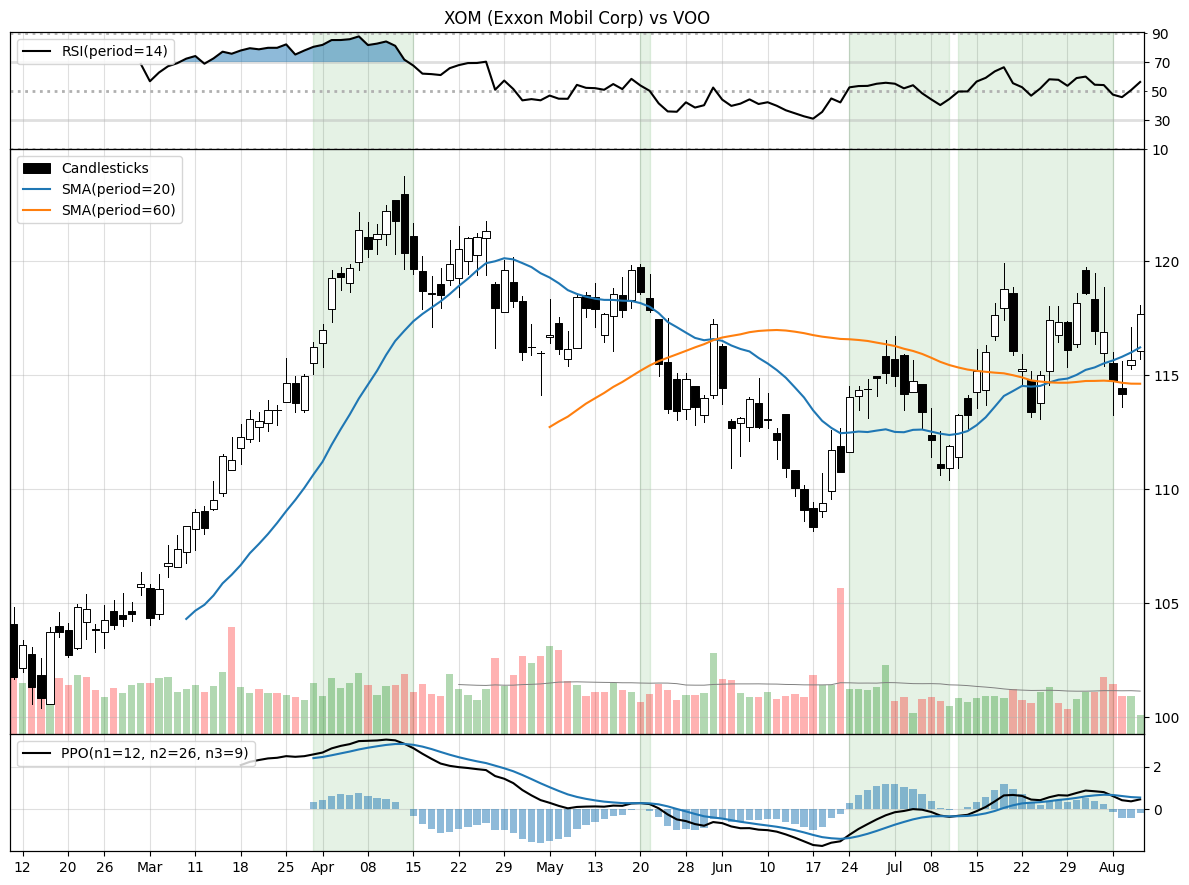 XOM (Exxon Mobil Corp) vs VOO
RSI(period=14)
90
70
50
30
10
Candlesticks
SMA(period=20)
SMA(period=60)
120
115
110
105
100
PPO(n1=12, n2=26, n3=9)
2
0
12 20 26 Mar 11 18 25 Apr 08 15 22 29 May 13 20 28 Jun 10 17 24 Jul 08 15 22 29 Aug